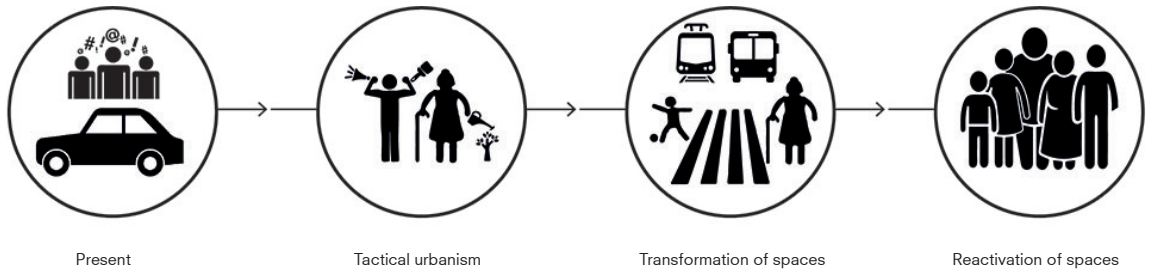 Present
Tactical urbanism
Transformation of spaces
Reactivation of spaces